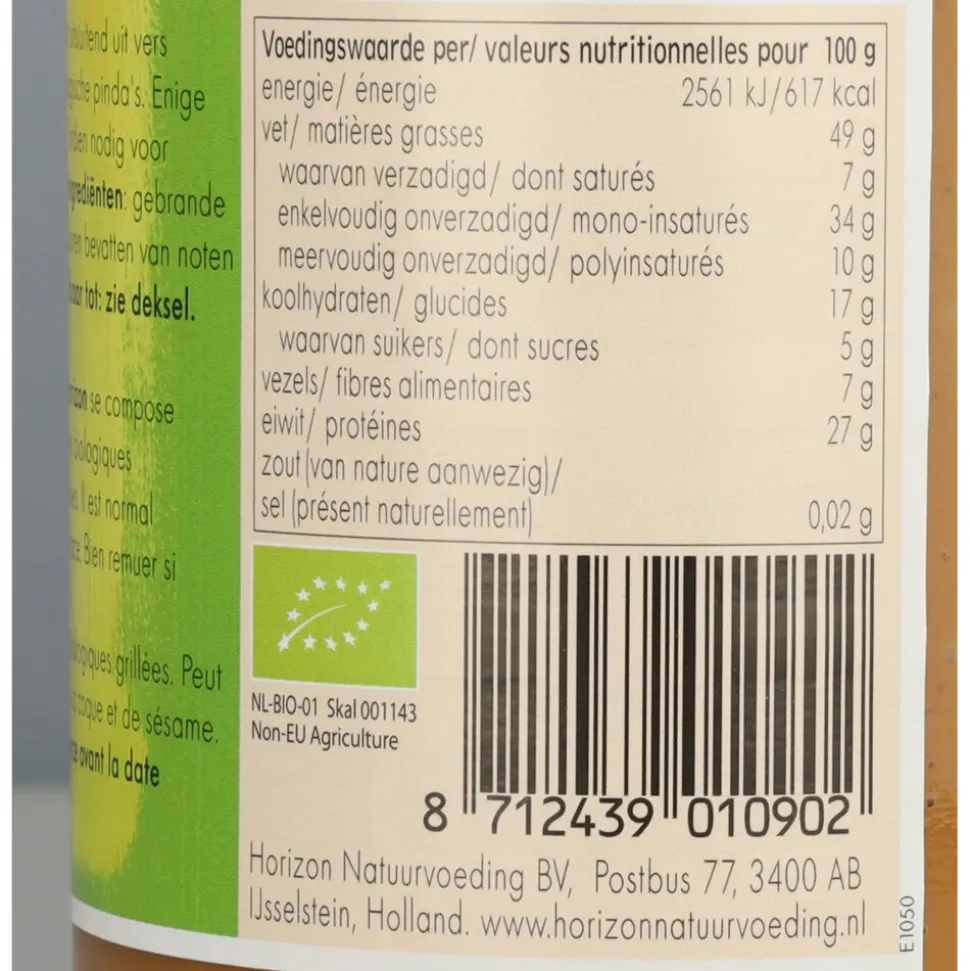 uit vers
pinda's. Enige
nodig voor
gebrande
bevatten van noten
tot: zie deksel.
se compose
biologiques
est normal
Bien remuer si
grillées. Peut
coque et de sésame.
avant la date
Voedingswaarde per/ valeurs nutritionnelles pour 100 g
energie/ énergie 2561 kJ/617 kcal
vet/ matières grasses 49 g
waarvan verzadigd/ dont saturés 7 g
enkelvoudig onverzadigd/ mono-insaturés 34 g
meervoudig onverzadigd/ polyinsaturés 10 g
koolhydraten/ glucides 17 g
waarvan suikers/ dont sucres 5 g
vezels/ fibres alimentaires 7 g
eiwit/ protéines 27 g
zout (van nature aanwezig)/
sel (présent naturellement) 0,02 g
NL-BIO-01 Skal 001143
Non-EU Agriculture
8 712439 010902
Horizon Natuurvoeding BV, Postbus 77, 3400 AB
IJsselstein, Holland. www.horizonnatuurvoeding.nl
E1050